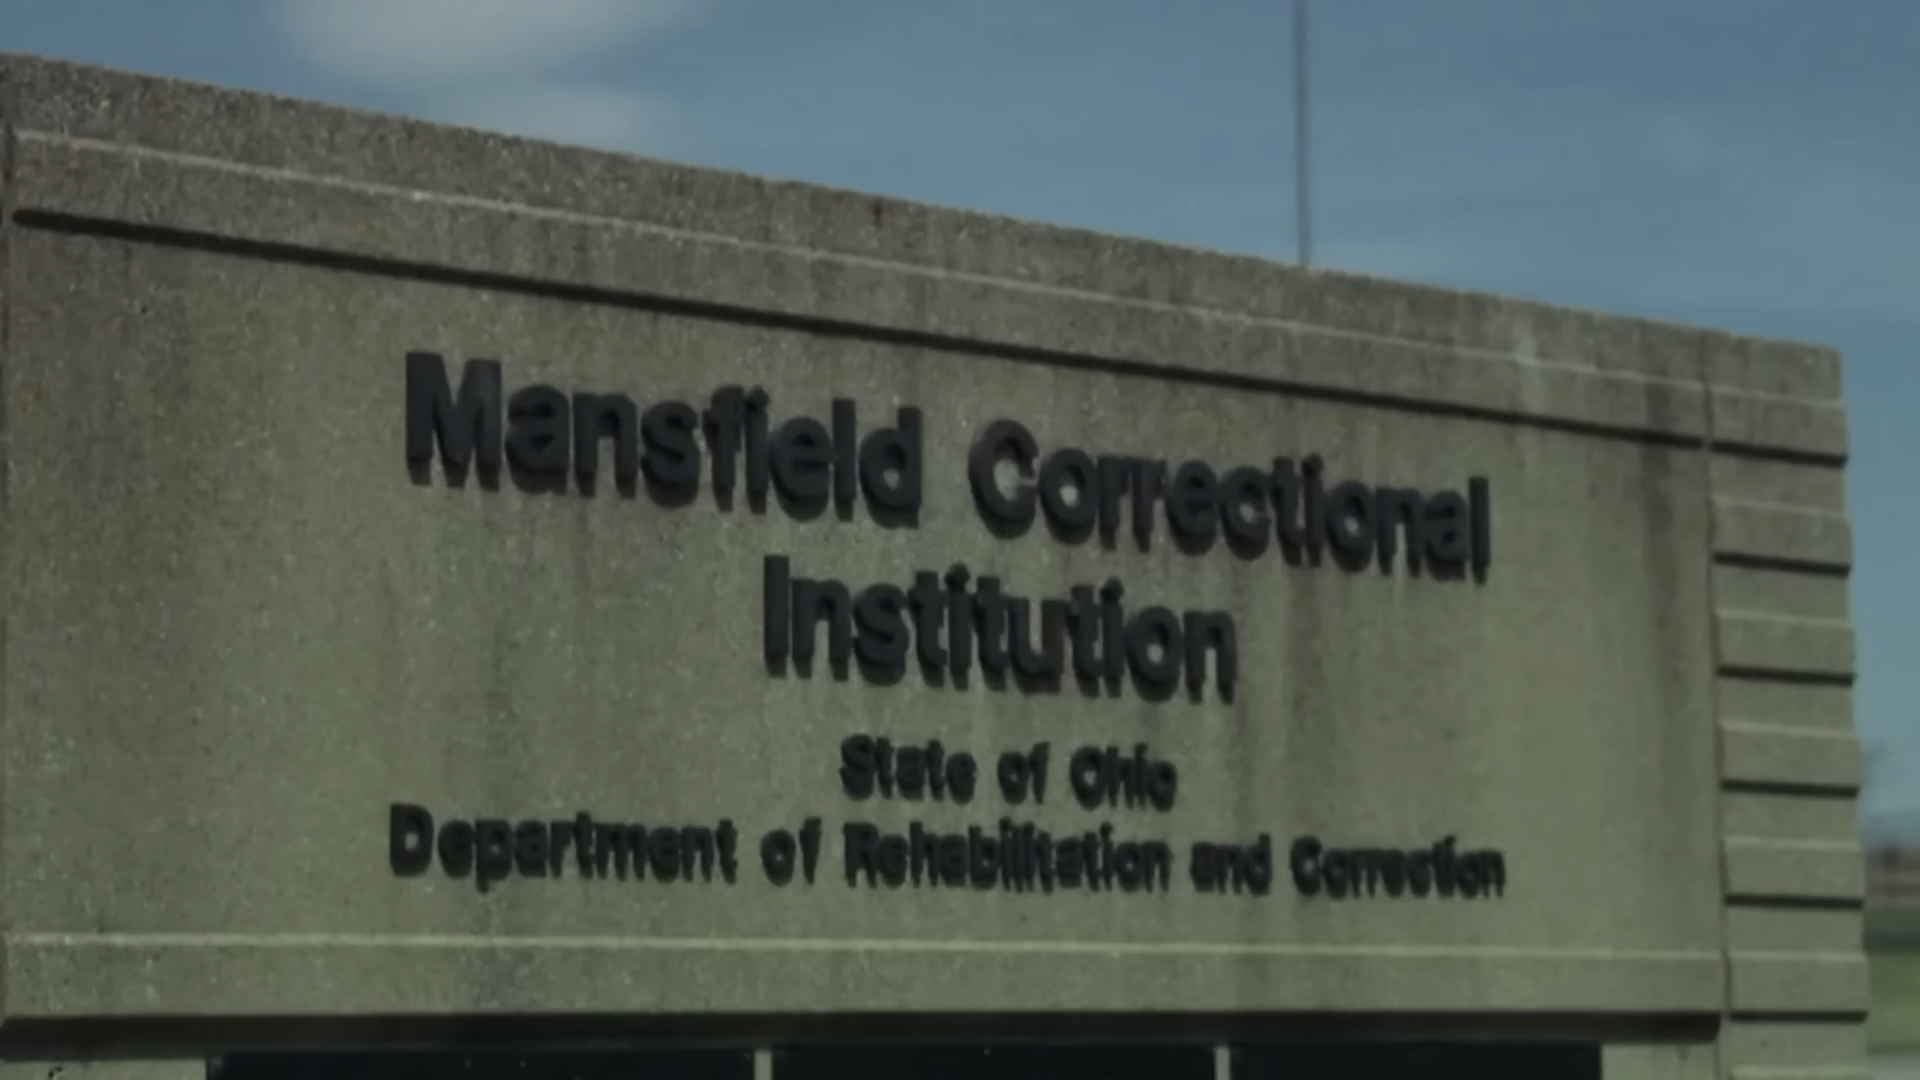 Mansfield Correctional
Institution
State of Ohio
Department of Rehabilitation and Correction